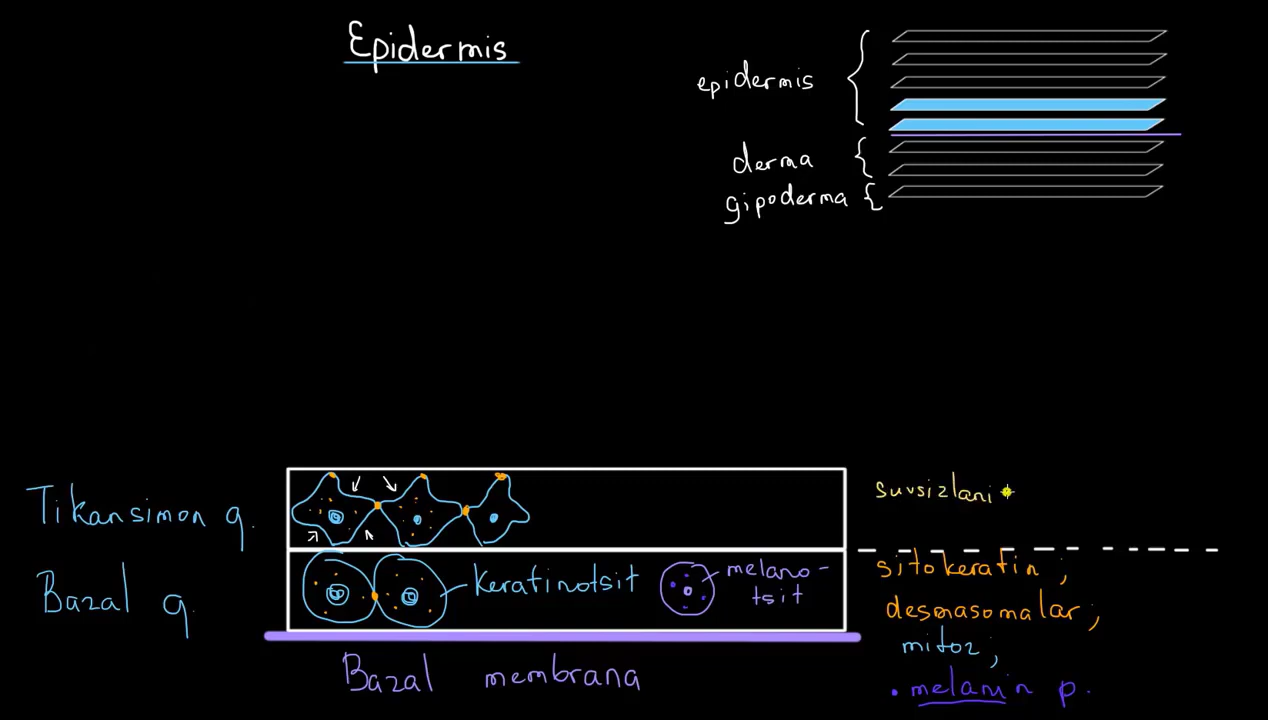 Epidermis
epidermis
derma
gipoderma
Tikansimon q.
suvsizlani
Bazal q.
Keratinotsit
melano-
tsit
sitokeratin;
desmasomalar;
mitoz;
• melanin p.
Bazal membrana